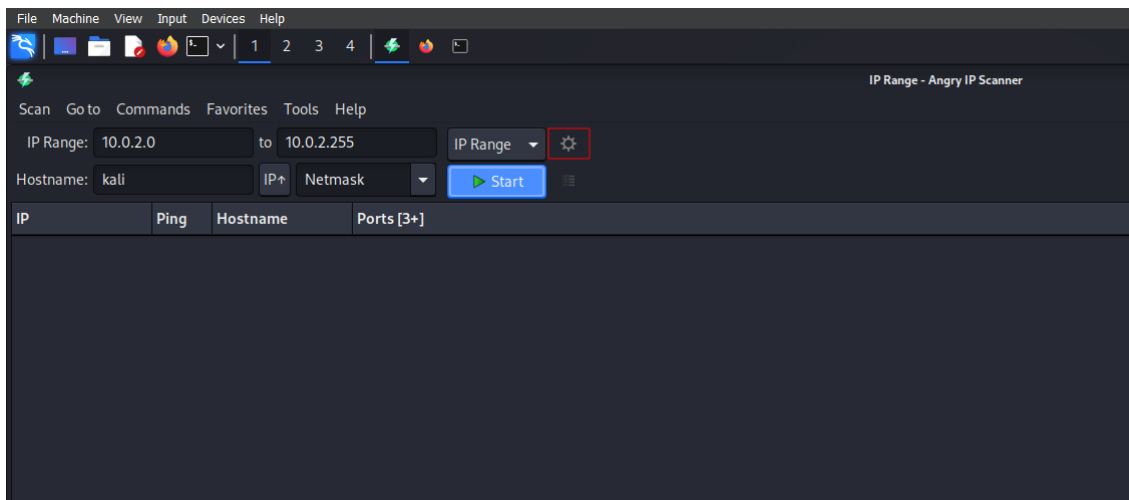 File Machine View Input Devices Help
1 2 3 4
IP Range - Angry IP Scanner
Scan Go to Commands Favorites Tools Help
IP Range: 10.0.2.0 to 10.0.2.255 IP Range
Hostname: kali IP↑ Netmask Start
IP Ping Hostname Ports [3+]